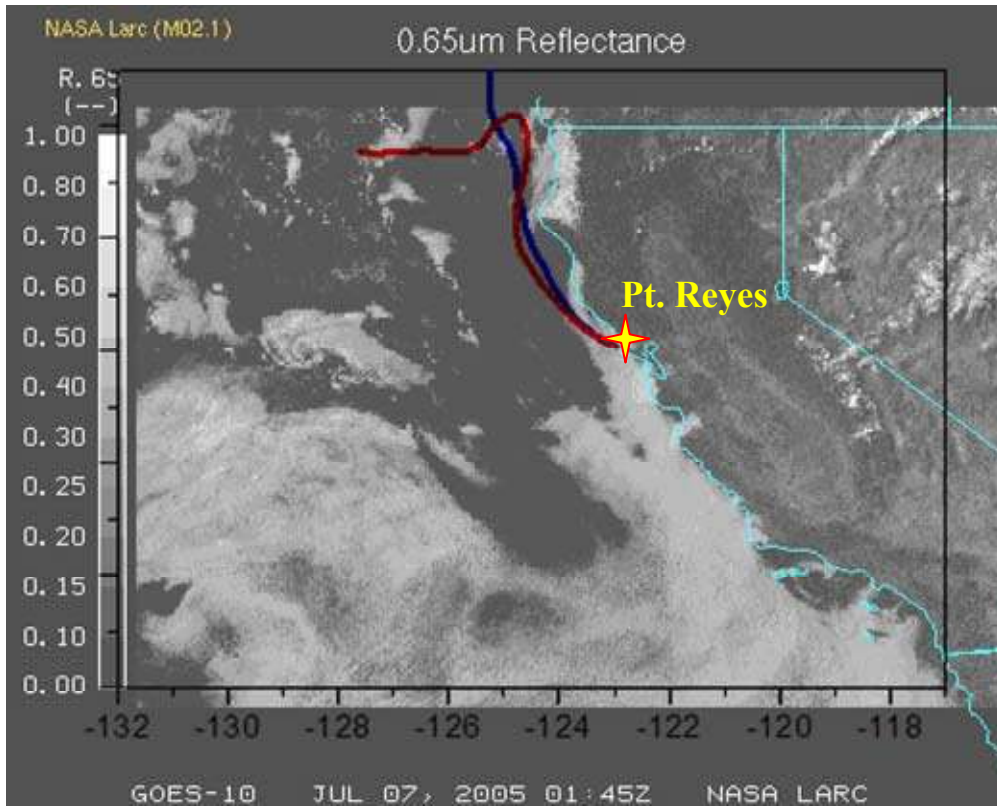 NASA Larc (M02.1)
0.65um Reflectance
R.65
(--)
1.00
0.80
0.70
0.60
0.50
0.40
0.30
0.25
0.20
0.15
0.10
0.00
Pt. Reyes
-132 -130 -128 -126 -124 -122 -120 -118
GOES-10 JUL 07, 2005 01:45Z NASA LARC